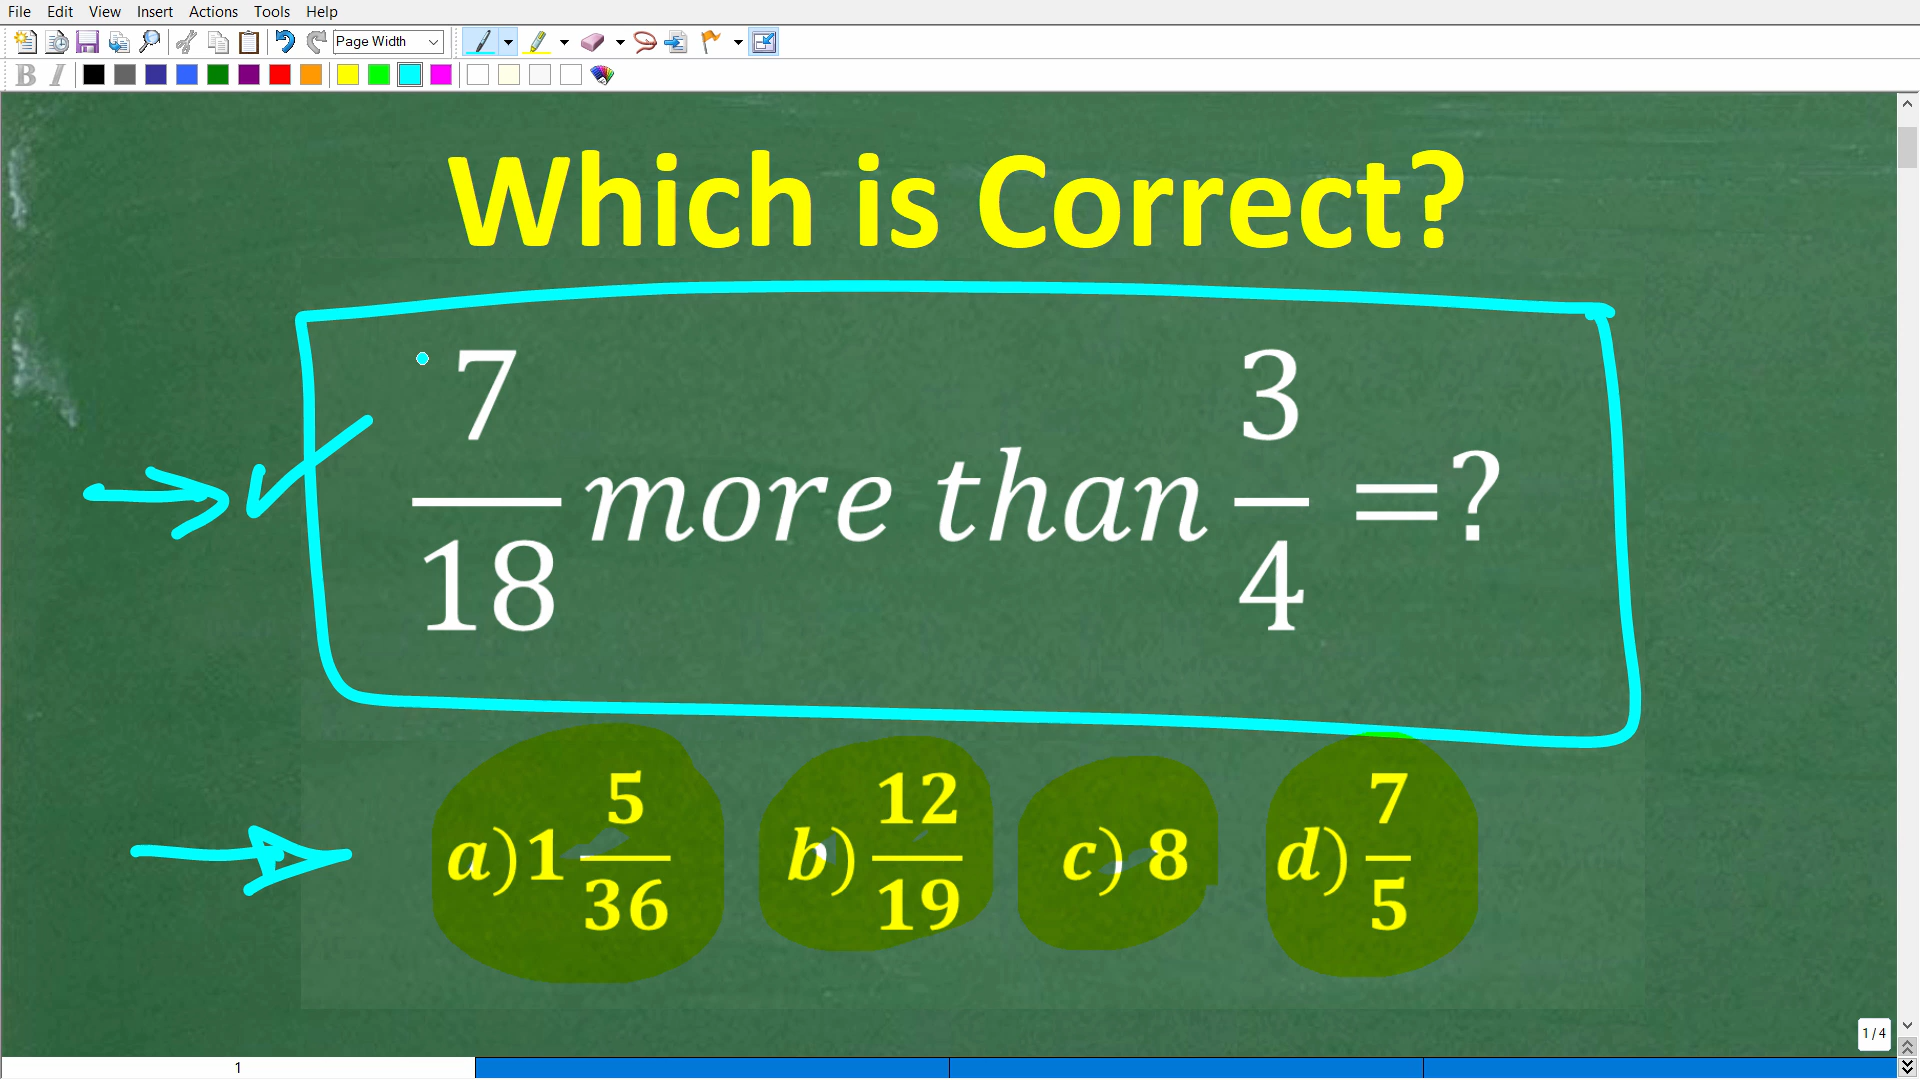 File Edit View Insert Actions Tools Help
Page Width
B I
Which is Correct?
7/18 more than 3/4 =?
a) 1 5/36 b) 12/19 c) 8 d) 7/5
1 / 4
1